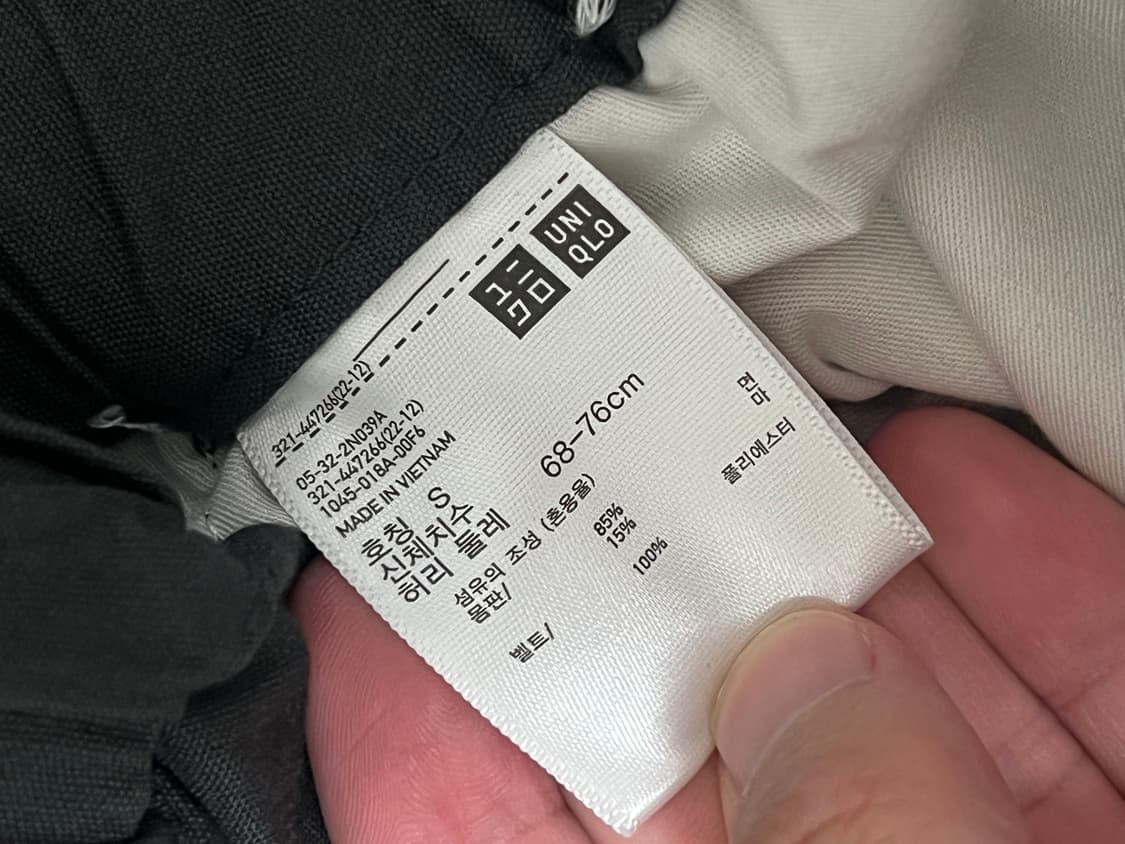 ユニ
クロ
UNI
QLO
321-447266(22-12)
05-32-2N039A
321-447266(22-12)
1045-018A-00F6
MADE IN VIETNAM
호칭 S
신체치수
허리 둘레 68-76cm
섬유의 조성 (혼용율)
몸판/ 85% 면
15% 마
벨트/ 100% 폴리에스터